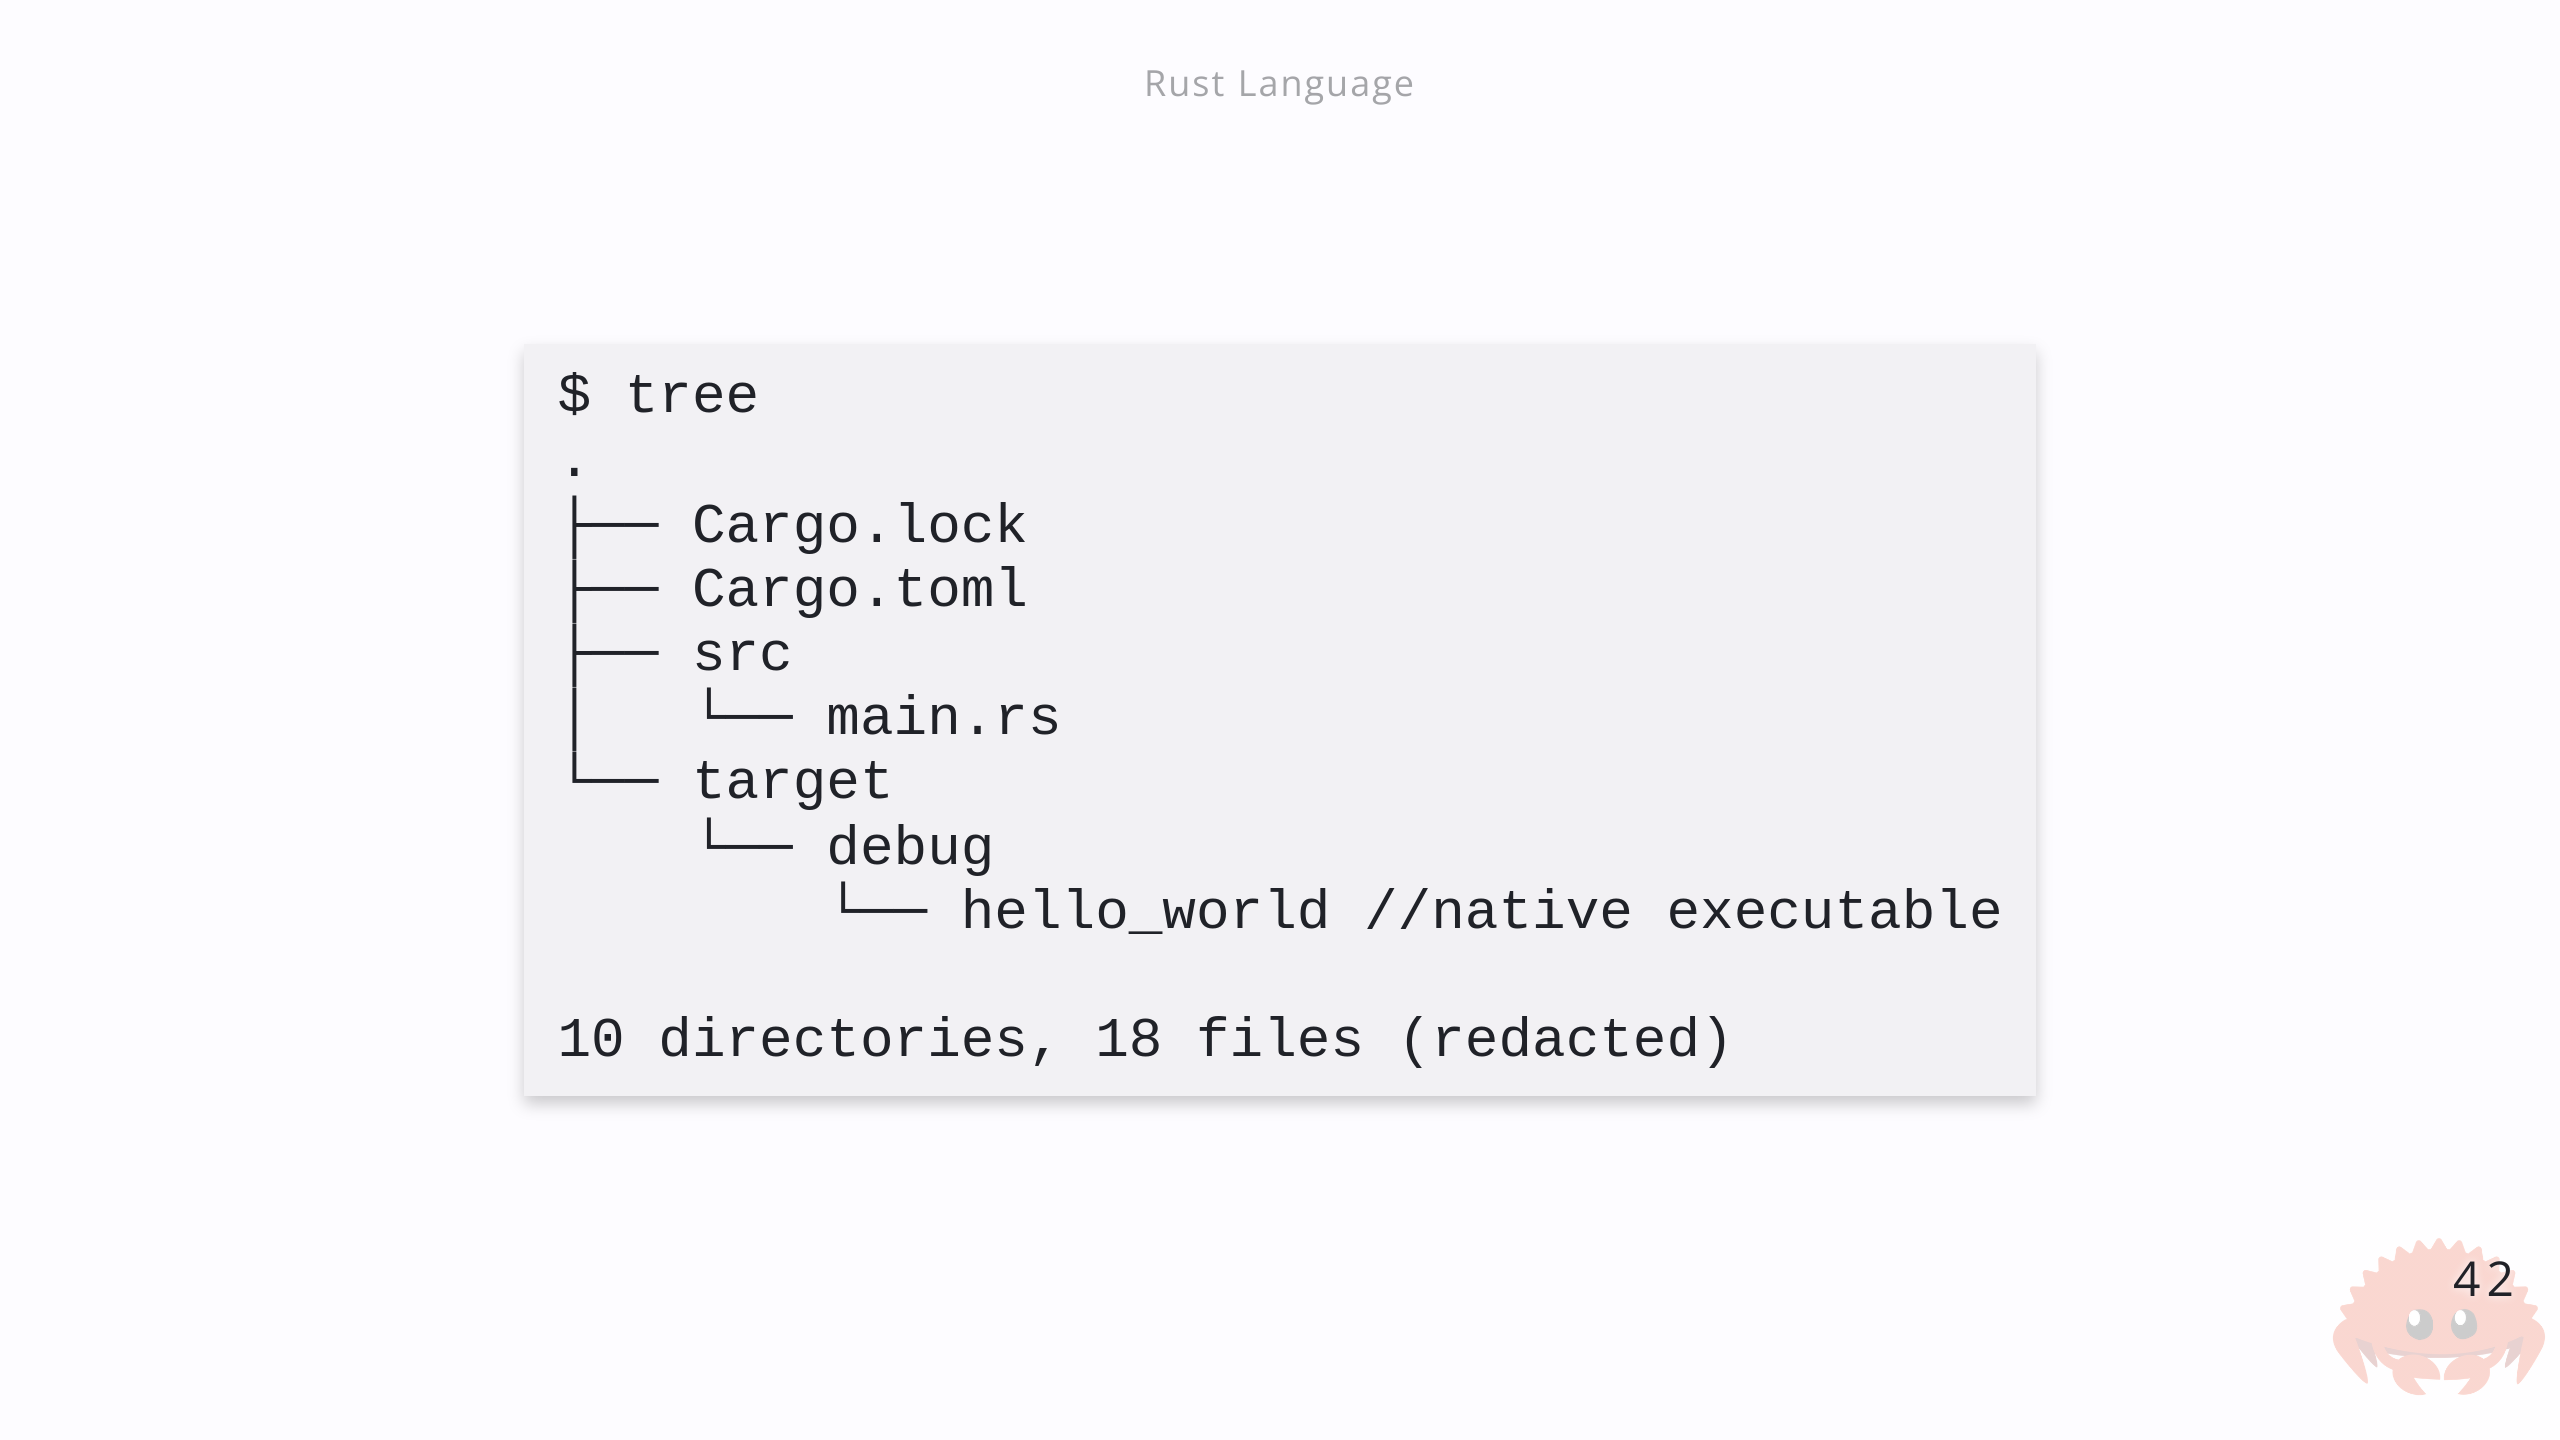 Rust Language
$ tree
.
├── Cargo.lock
├── Cargo.toml
├── src
│   └── main.rs
└── target
    └── debug
        └── hello_world //native executable
10 directories, 18 files (redacted)
42